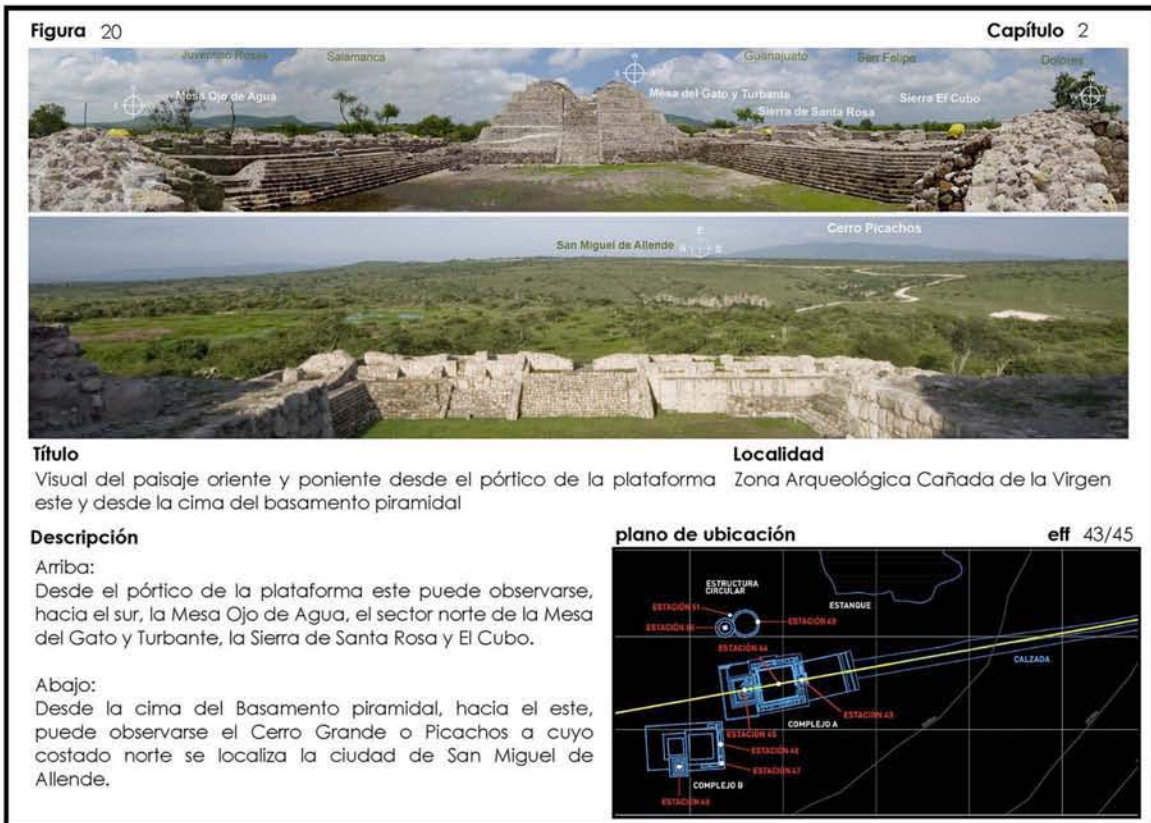 Figura 20
Capítulo 2
Juventino Rosas
Salamanca
Guanajuato
San Felipe
Dolores
Mesa Ojo de Agua
Mesa del Gato y Turbante
Sierra de Santa Rosa
Sierra El Cubo
Cerro Picachos
San Miguel de Allende
Título
Visual del paisaje oriente y poniente desde el pórtico de la plataforma
este y desde la cima del basamento piramidal
Localidad
Zona Arqueológica Cañada de la Virgen
Descripción
Arriba:
Desde el pórtico de la plataforma este puede observarse,
hacia el sur, la Mesa Ojo de Agua, el sector norte de la Mesa
del Gato y Turbante, la Sierra de Santa Rosa y El Cubo.
Abajo:
Desde la cima del Basamento piramidal, hacia el este,
puede observarse el Cerro Grande o Picachos a cuyo
costado norte se localiza la ciudad de San Miguel de
Allende.
plano de ubicación
eff 43/45
ESTRUCTURA
CIRCULAR
ESTANQUE
ESTACIÓN 51
ESTACIÓN
ESTACIÓN 49
ESTACIÓN 44
CALZADA
ESTACIÓN 43
COMPLEJO A
ESTACIÓN 45
ESTACIÓN 46
ESTACIÓN 47
COMPLEJO B
ESTACIÓN